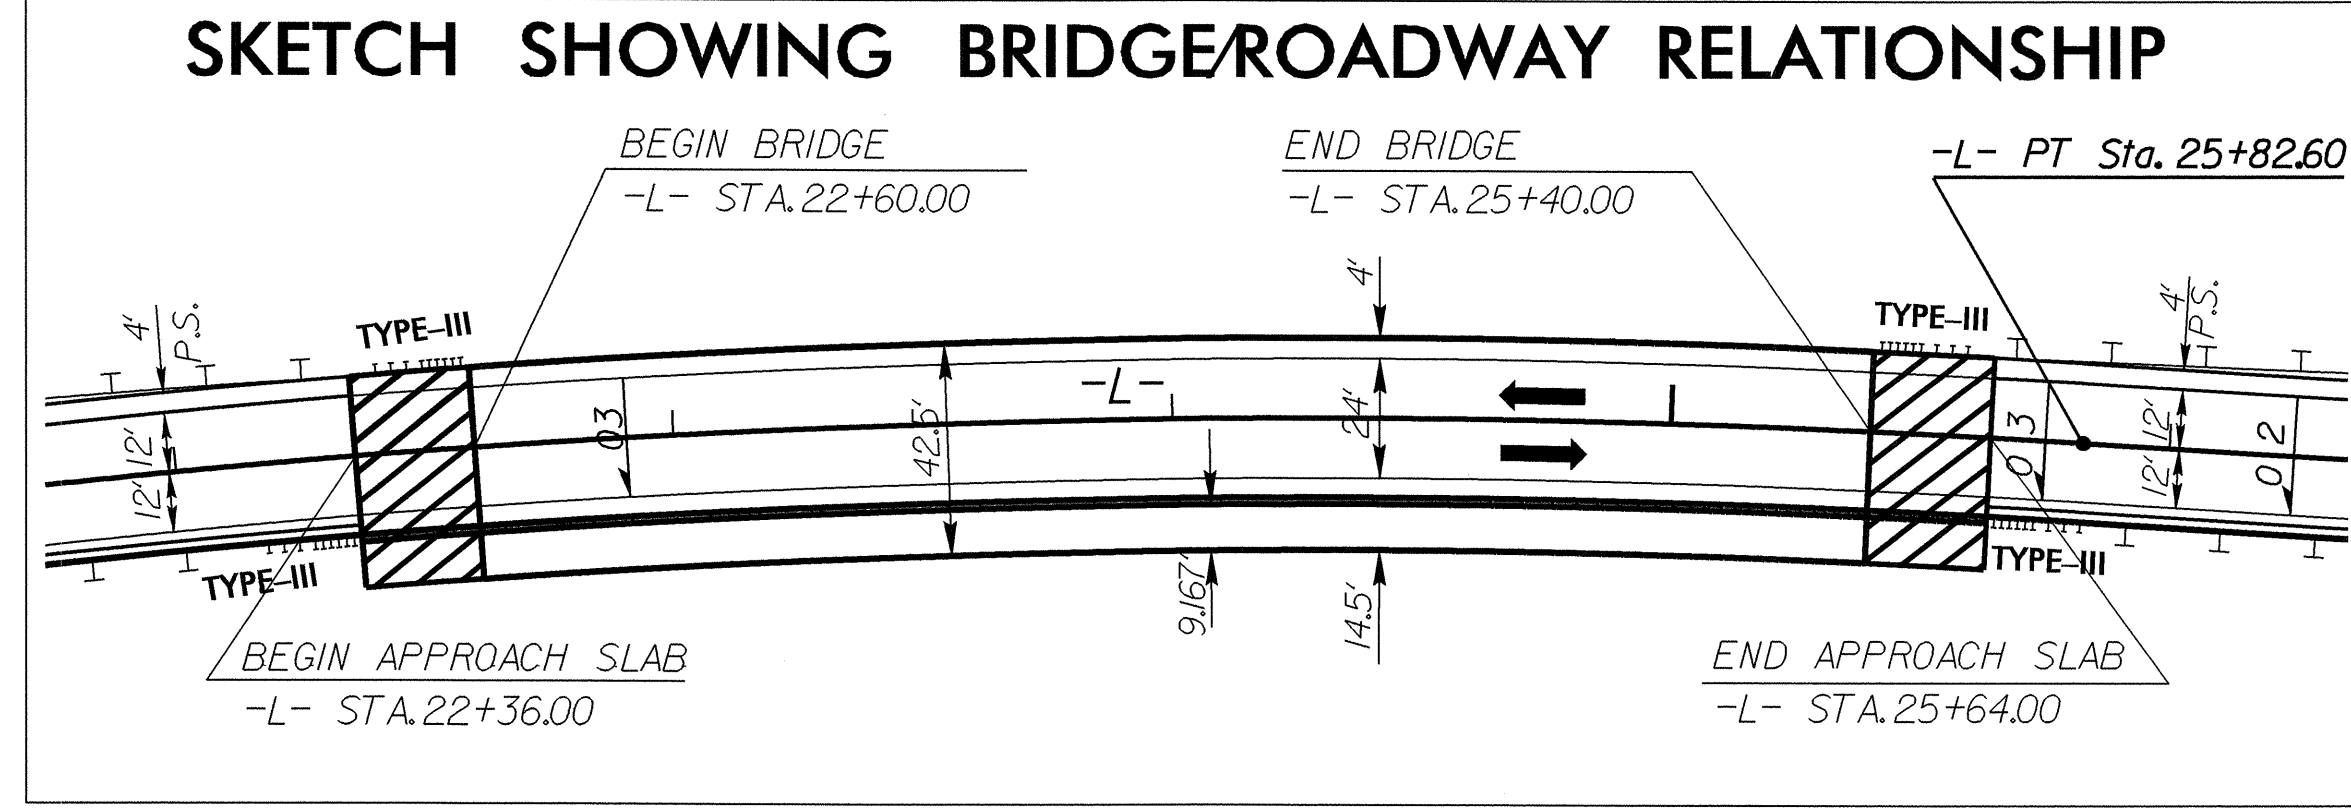 SKETCH SHOWING BRIDGE/ROADWAY RELATIONSHIP
BEGIN BRIDGE
-L- STA. 22+60.00
END BRIDGE
-L- STA. 25+40.00
-L- PT Sta. 25+82.60
4'
P.S.
TYPE-III
4'
TYPE-III
4'
P.S.
12'
12'
03
42.5'
-L-
24'
03
12'
12'
02
TYPE-III
9.167'
14.5'
TYPE-III
BEGIN APPROACH SLAB
-L- STA. 22+36.00
END APPROACH SLAB
-L- STA. 25+64.00